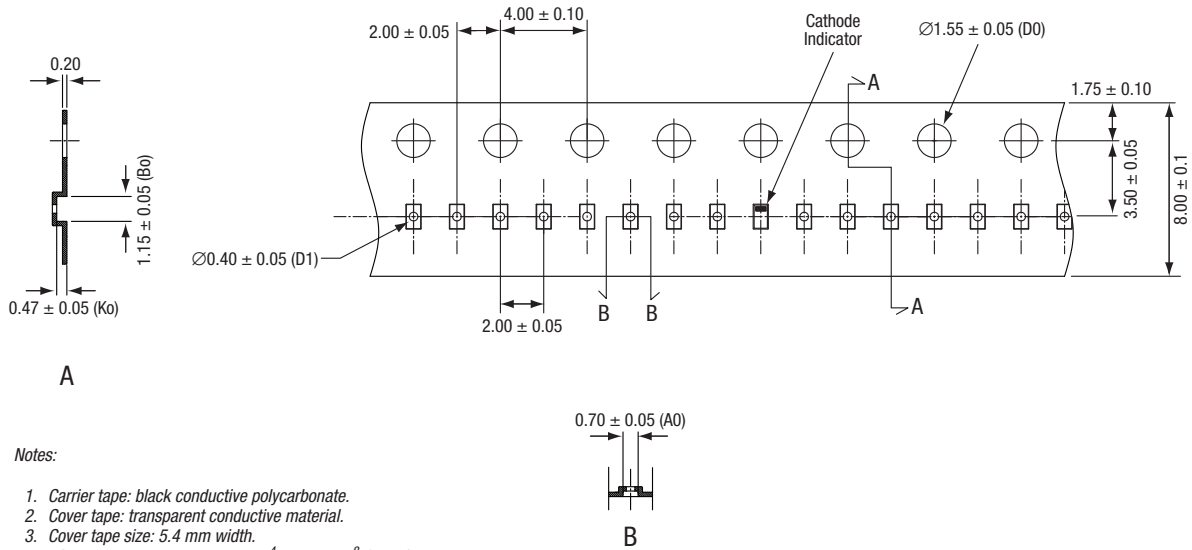 4.00 ± 0.10
2.00 ± 0.05
Cathode
Indicator
Ø1.55 ± 0.05 (D0)
0.20
A
1.75 ± 0.10
1.15 ± 0.05 (Bo)
3.50 ± 0.05
8.00 ± 0.1
Ø0.40 ± 0.05 (D1)
0.47 ± 0.05 (Ko)
B
B
A
2.00 ± 0.05
A
0.70 ± 0.05 (A0)
B
Notes:
1. Carrier tape: black conductive polycarbonate.
2. Cover tape: transparent conductive material.
3. Cover tape size: 5.4 mm width.